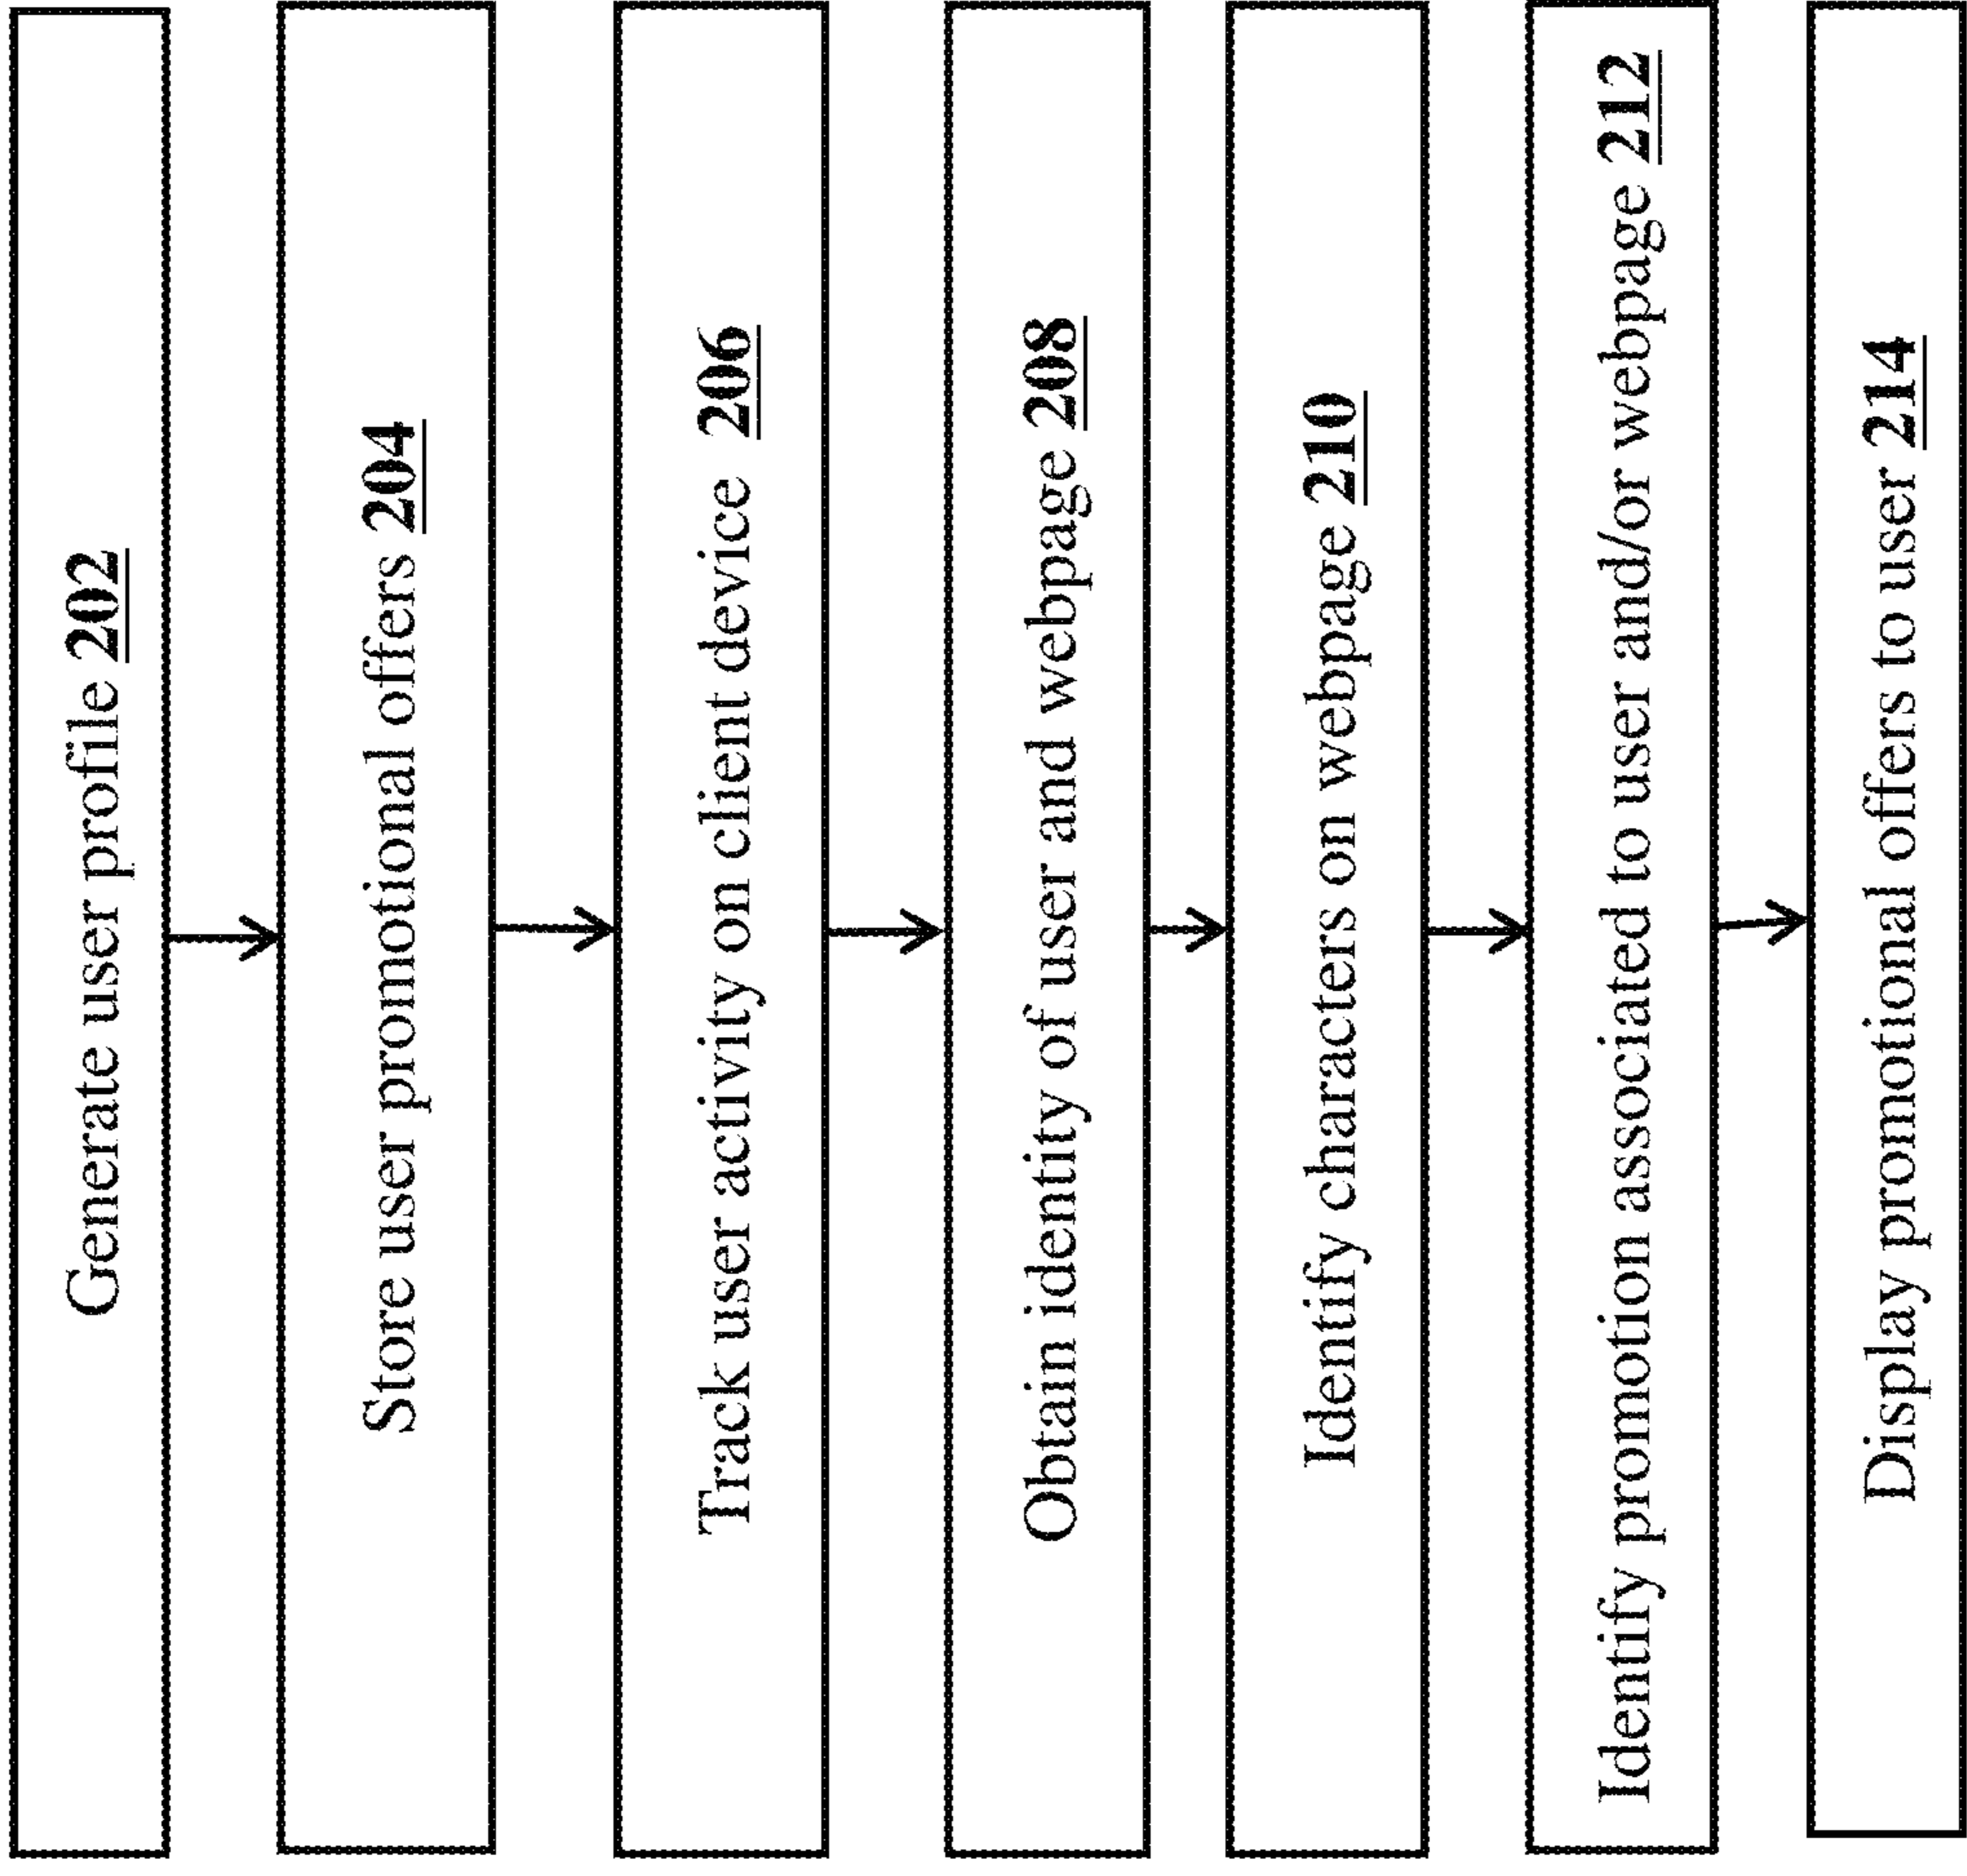 Generate user profile 202
Store user promotional offers 204
Track user activity on client device 206
Obtain identity of user and webpage 208
Identify characters on webpage 210
Identify promotion associated to user and/or webpage 212
Display promotional offers to user 214